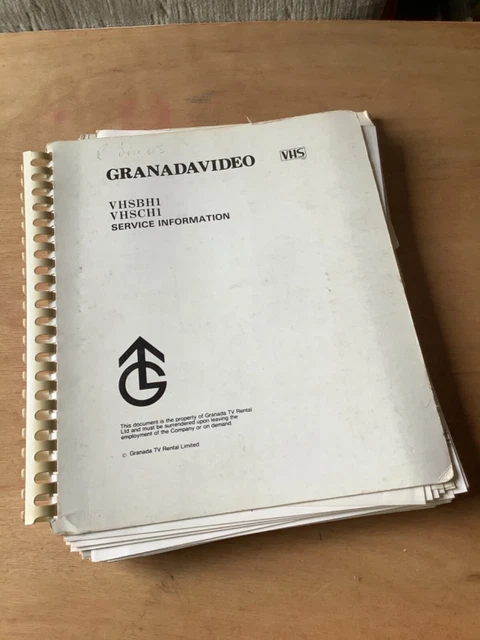 GRANADAVIDEO
VHS
VHSBH1
VHSCH1
SERVICE INFORMATION
This document is the property of Granada TV Rental
Ltd and must be surrendered upon leaving the
employment of the Company or on demand.
© Granada TV Rental Limited